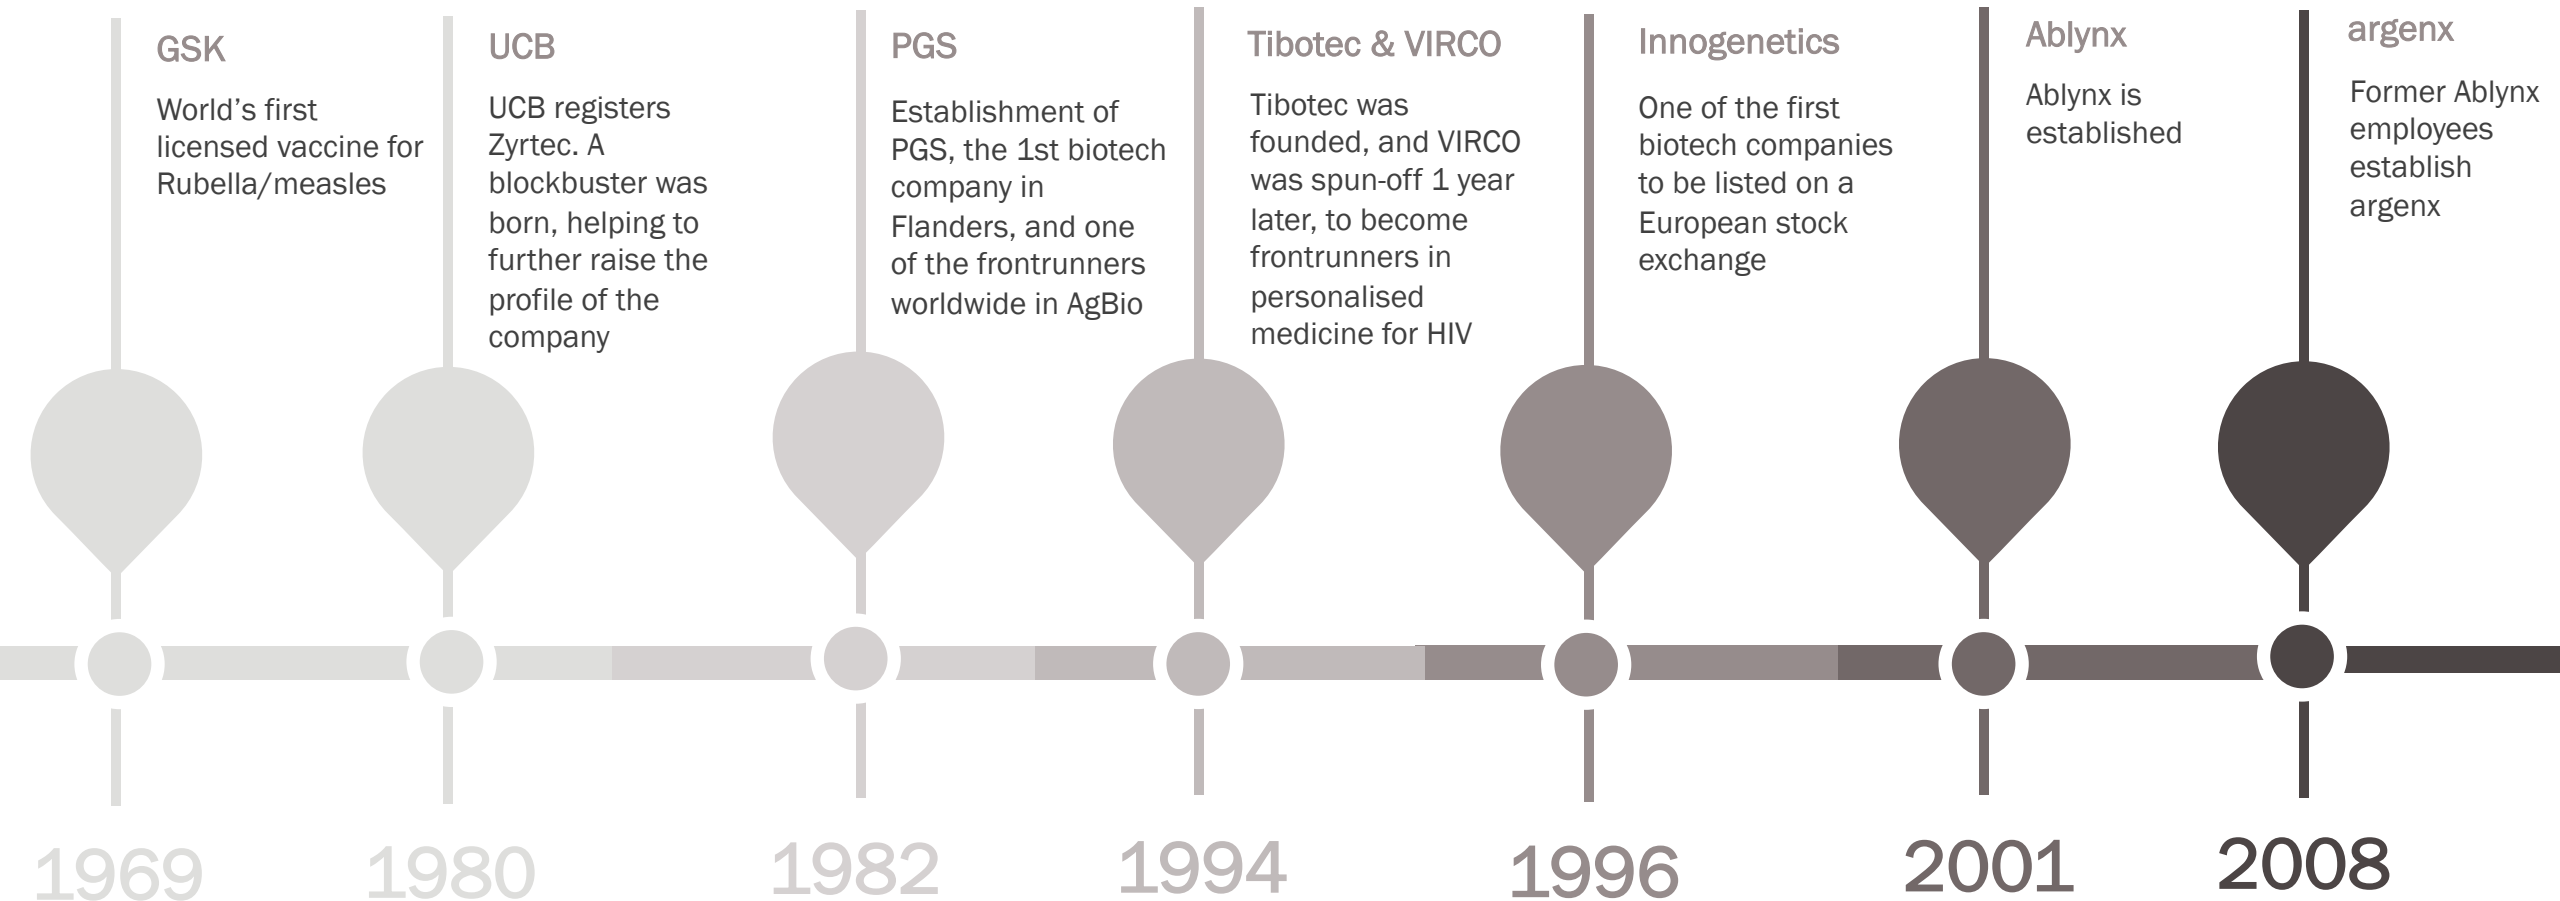 GSK
World’s first
licensed vaccine for
Rubella/measles
UCB
UCB registers
Zyrtec. A
blockbuster was
born, helping to
further raise the
profile of the
company
PGS
Establishment of
PGS, the 1st biotech
company in
Flanders, and one
of the frontrunners
worldwide in AgBio
Tibotec & VIRCO
Tibotec was
founded, and VIRCO
was spun-off 1 year
later, to become
frontrunners in
personalised
medicine for HIV
Innogenetics
One of the first
biotech companies
to be listed on a
European stock
exchange
Ablynx
Ablynx is
established
argenx
Former Ablynx
employees
establish
argenx
1969
1980
1982
1994
1996
2001
2008